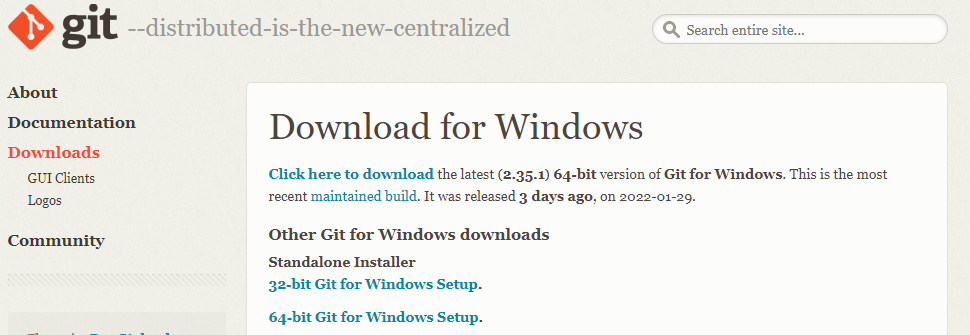 git --distributed-is-the-new-centralized
Search entire site...
About
Documentation
Downloads
GUI Clients
Logos
Community
Download for Windows
Click here to download the latest (2.35.1) 64-bit version of Git for Windows. This is the most
recent maintained build. It was released 3 days ago, on 2022-01-29.
Other Git for Windows downloads
Standalone Installer
32-bit Git for Windows Setup.
64-bit Git for Windows Setup.